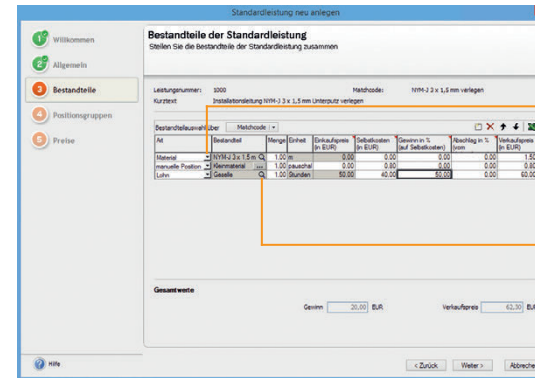 Standardleistung neu anlegen
Willkommen
Allgemein
3 Bestandteile
4 Positionsgruppen
5 Preise
Bestandteile der Standardleistung
Stellen Sie die Bestandteile der Standardleistung zusammen
Leistungsnummer: 1000 Matchcode: NYM-J 3 x 1,5 mm verlegen
Kurztext Installationsleitung NYM-J 3 x 1,5 mm Unterputz verlegen
Bestandteilauswahl über Matchcode
Art Bestandteil Menge Einheit Einkaufspreis (in EUR) Selbstkosten (in EUR) Gewinn in % (auf Selbstkosten) Abschlag in % (vom Verkaufspreis (in EUR)
Material NYM-J 3 x 1.5 m 1,00 m 0,00 0,00 0,00 0,00 1,50
manuelle Position Kleinmaterial ... 1,00 pauschal 0,00 0,80 0,00 0,00 0,80
Lohn Geselle 1,00 Stunden 50,00 40,00 50,00 0,00 60,00
Gesamtwerte
Gewinn 20,00 EUR Verkaufspreis 62,30 EU
Hilfe
< Zurück Weiter > Abbreche